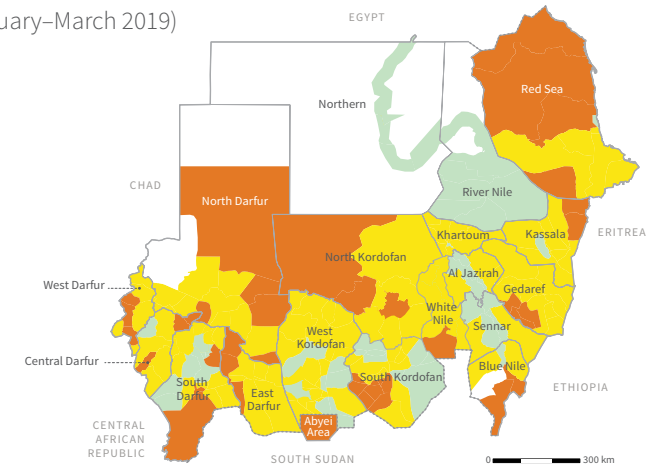 uary–March 2019)
EGYPT
Red Sea
Northern
CHAD
River Nile
North Darfur
Khartoum
Kassala
ERITREA
North Kordofan
Al Jazirah
West Darfur
Gedaref
White
Nile
Sennar
West
Kordofan
Central Darfur
Blue Nile
South Kordofan
South
Darfur
East
Darfur
ETHIOPIA
Abyei
Area
CENTRAL
AFRICAN
REPUBLIC
SOUTH SUDAN
0
300 km